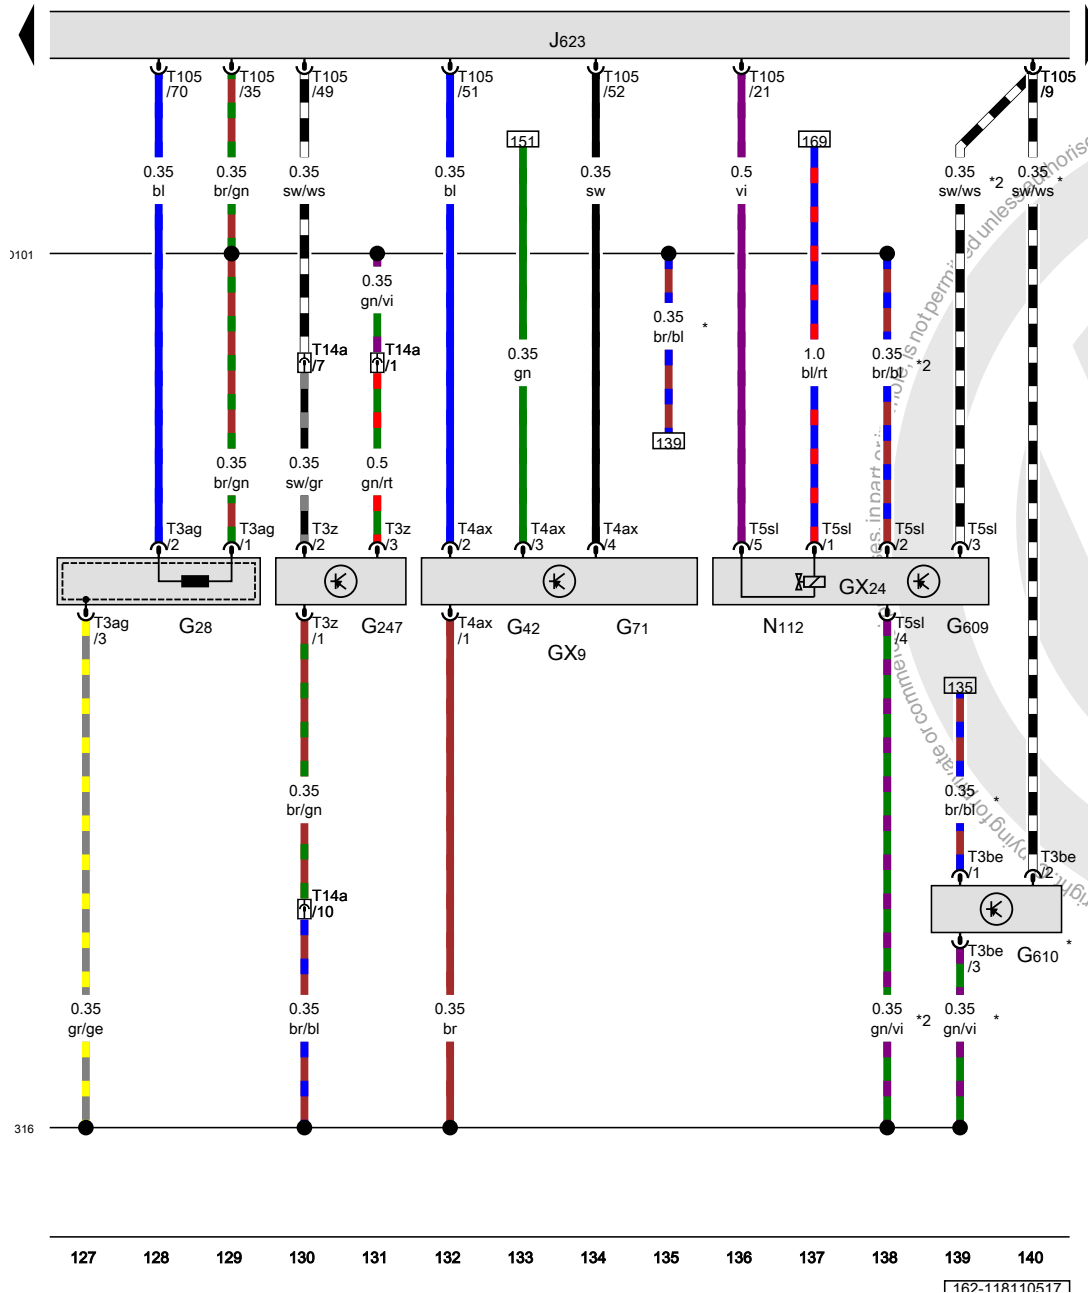 J623
T105 /70
T105 /35
T105 /49
T105 /51
T105 /52
T105 /21
T105 /9
151
169
0.35 bl
0.35 br/gn
0.35 sw/ws
0.35 bl
0.35 sw
0.5 vi
0.35 sw/ws *2
0.35 sw/ws *
0101
0.35 gn/vi
0.35 br/bl *
T14a /7
T14a /1
0.35 gn
1.0 bl/rt
0.35 br/bl *2
139
0.35 br/gn
0.35 sw/gr
0.5 gn/rt
T3ag /2
T3ag /1
T3z /2
T3z /3
T4ax /2
T4ax /3
T4ax /4
T5sl /5
T5sl /1
T5sl /2
T5sl /3
GX24
T3ag /3
G28
T3z /1
G247
T4ax /1
G42
GX9
G71
N112
T5sl /4
G609
135
0.35 br/gn
0.35 br/bl *
T3be /1
T3be /2
T14a /10
T3be /3
G610 *
0.35 gr/ge
0.35 br/bl
0.35 br
0.35 gn/vi *2
0.35 gn/vi *
316
127 128 129 130 131 132 133 134 135 136 137 138 139 140
162-118110517